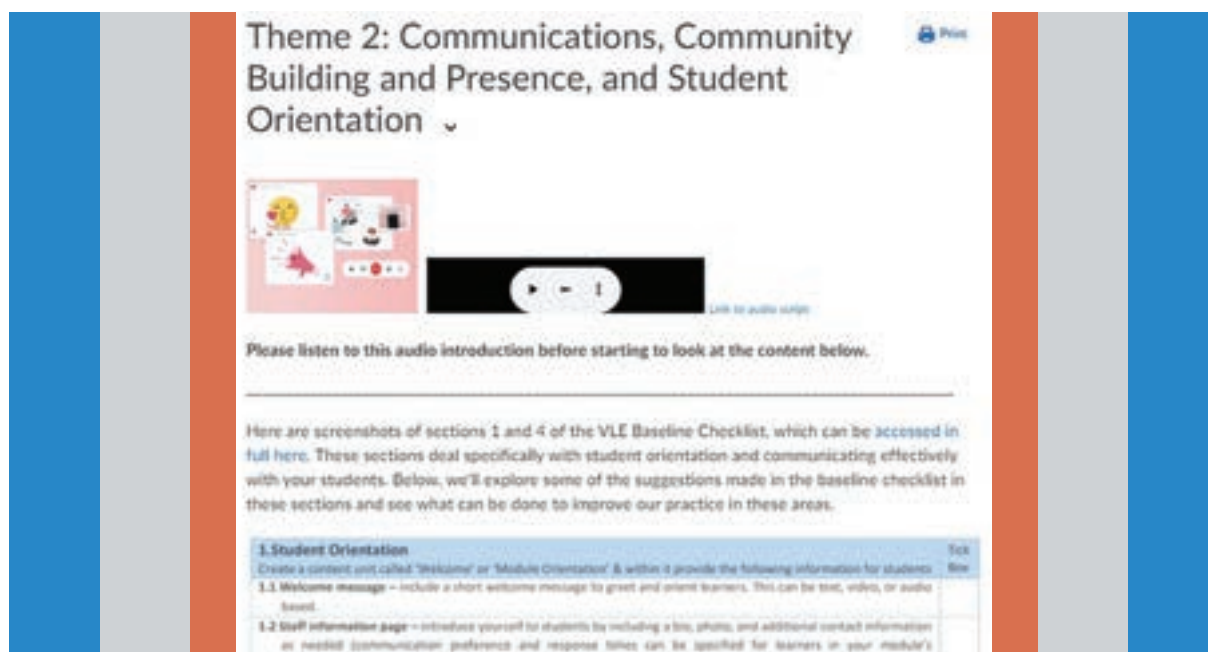 Theme 2: Communications, Community
Print
Building and Presence, and Student
Orientation
Link to audio script
Please listen to this audio introduction before starting to look at the content below.
Here are screenshots of sections 1 and 4 of the VLE Baseline Checklist, which can be accessed in
full here. These sections deal specifically with student orientation and communicating effectively
with your students. Below, we'll explore some of the suggestions made in the baseline checklist in
these sections and see what can be done to improve our practice in these areas.
1.Student Orientation
Tick
Create a content unit called 'Welcome' or 'Module Orientation' & within it provide the following information for students
Box
1.1 Welcome message – include a short welcome message to greet and orient learners. This can be text, video, or audio
based.
1.2 Staff information page – introduce yourself to students by including a bio, photo, and additional contact information
as needed (communication preference and response times can be specified for learners in your module's